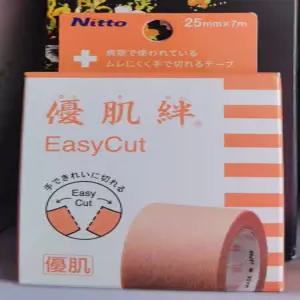 Nitto
25mm×7m
病院で使われている
ムレにくく手で切れるテープ
優肌絆®
EasyCut
手できれいに切れる
Easy
Cut
優肌